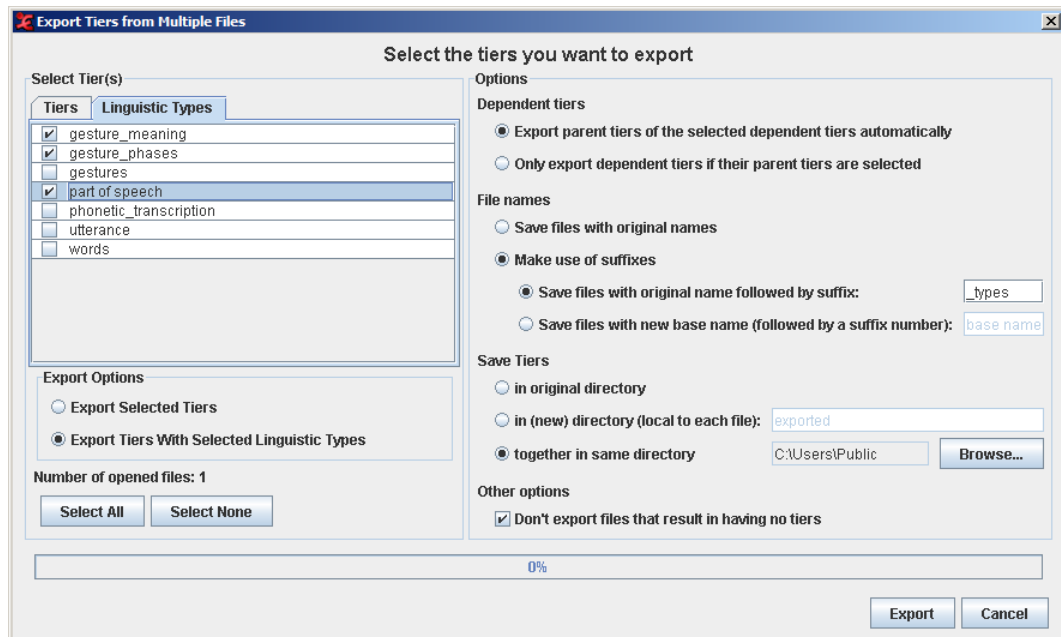 Export Tiers from Multiple Files
Select the tiers you want to export
Select Tier(s)
Tiers
Linguistic Types
gesture_meaning
gesture_phases
gestures
part of speech
phonetic_transcription
utterance
words
Export Options
Export Selected Tiers
Export Tiers With Selected Linguistic Types
Number of opened files: 1
Select All
Select None
Options
Dependent tiers
Export parent tiers of the selected dependent tiers automatically
Only export dependent tiers if their parent tiers are selected
File names
Save files with original names
Make use of suffixes
Save files with original name followed by suffix: _types
Save files with new base name (followed by a suffix number): base name
Save Tiers
in original directory
in (new) directory (local to each file): exported
together in same directory C:\Users\Public Browse...
Other options
Don't export files that result in having no tiers
0%
Export
Cancel